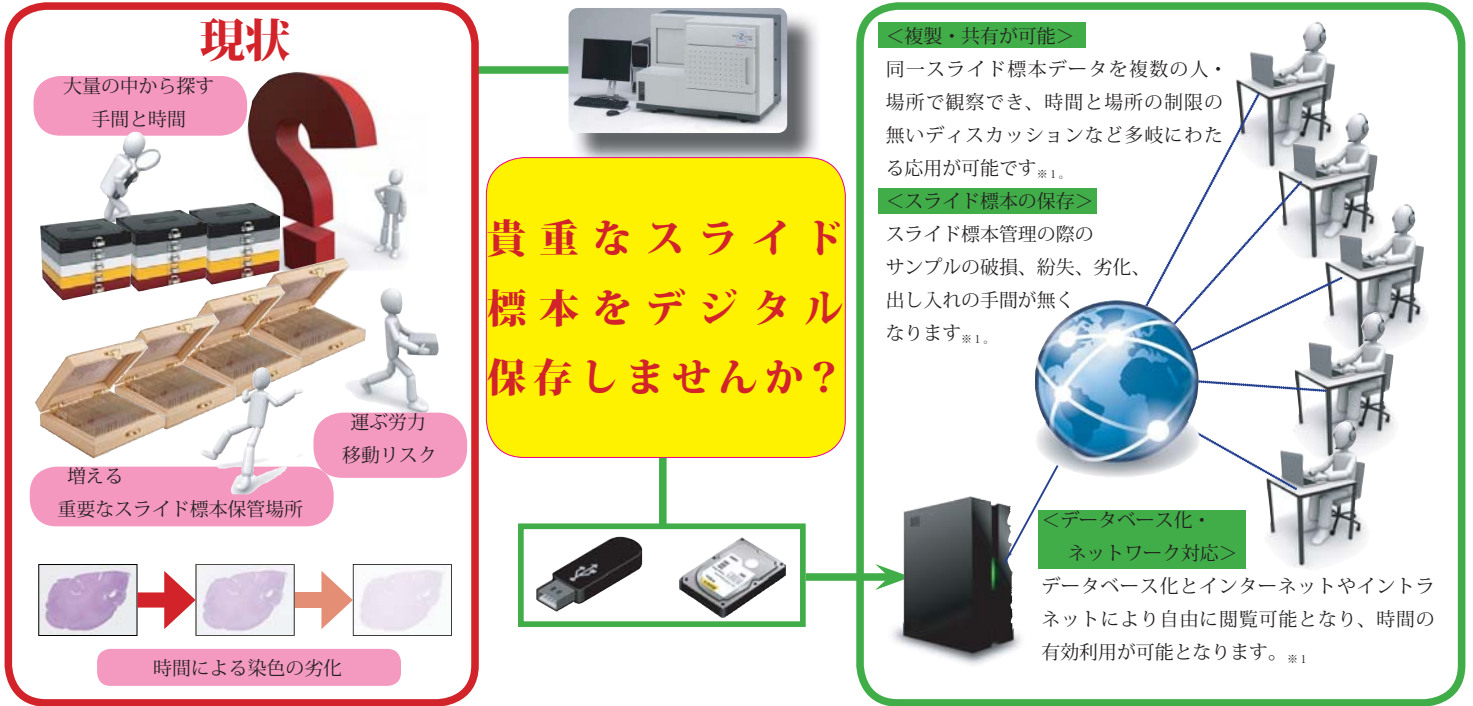 現状
大量の中から探す
手間と時間
運ぶ労力
移動リスク
増える
重要なスライド標本保管場所
時間による染色の劣化
貴重なスライド
標本をデジタル
保存しませんか?
＜複製・共有が可能＞
同一スライド標本データを複数の人・
場所で観察でき、時間と場所の制限の
無いディスカッションなど多岐にわた
る応用が可能です※1。
＜スライド標本の保存＞
スライド標本管理の際の
サンプルの破損、紛失、劣化、
出し入れの手間が無く
なります※1。
＜データベース化・
ネットワーク対応＞
データベース化とインターネットやイントラ
ネットにより自由に閲覧可能となり、時間の
有効利用が可能となります。※1